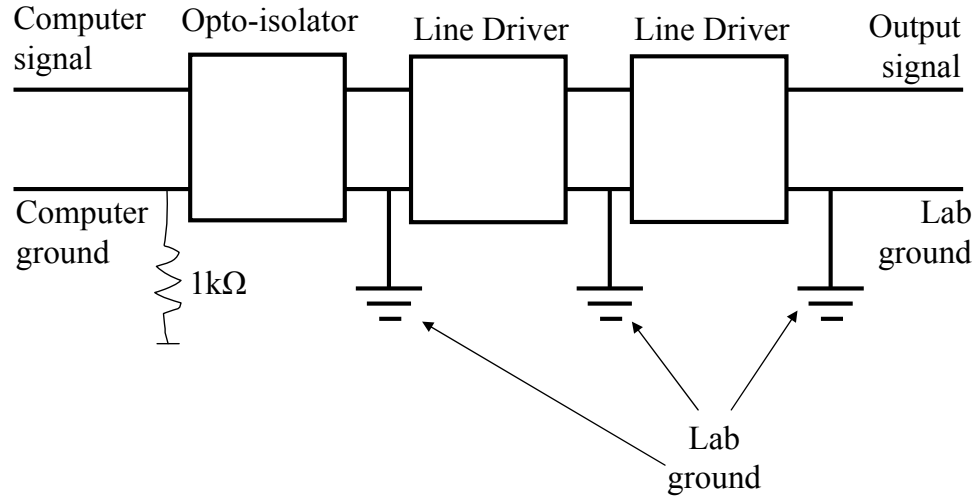 Computer
signal
Opto-isolator
Line Driver
Line Driver
Output
signal
Computer
ground
Lab
ground
1kΩ
Lab
ground